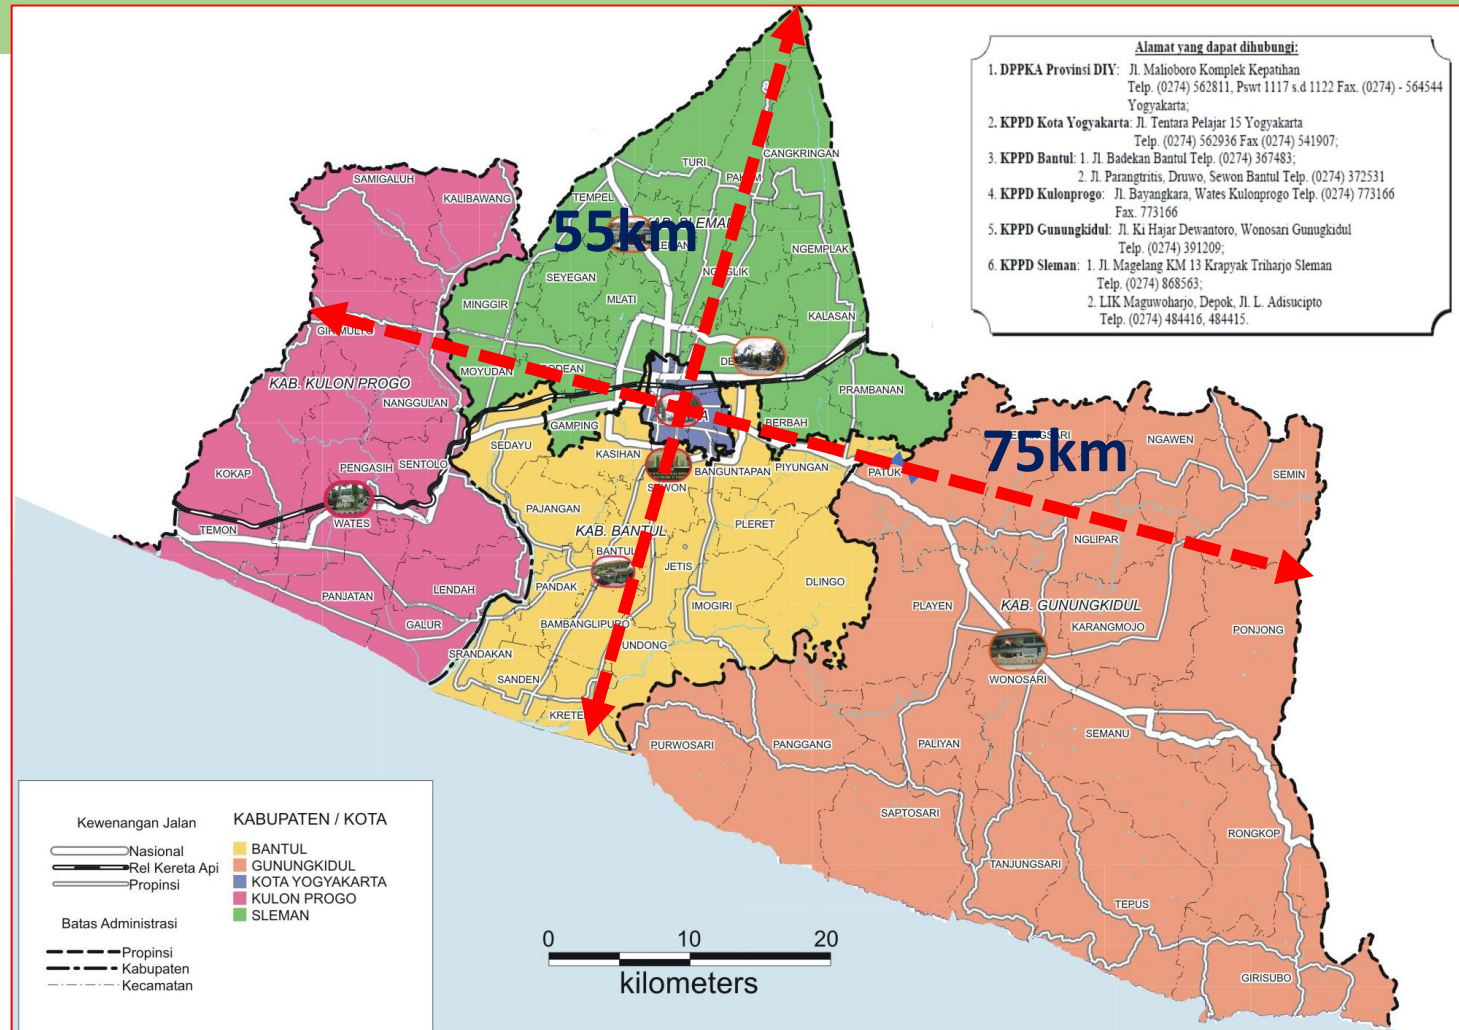 Alamat yang dapat dihubungi:
1. DPPKA Provinsi DIY: Jl. Malioboro Komplek Kepatihan
Telp. (0274) 562811, Pswt 1117 s.d 1122 Fax. (0274) - 564544
Yogyakarta;
2. KPPD Kota Yogyakarta: Jl. Tentara Pelajar 15 Yogyakarta
Telp. (0274) 562936 Fax (0274) 541907;
3. KPPD Bantul: 1. Jl. Badekan Bantul Telp. (0274) 367483;
2. Jl. Parangtritis, Druwo, Sewon Bantul Telp. (0274) 372531
4. KPPD Kulonprogo: Jl. Bayangkara, Wates Kulonprogo Telp. (0274) 773166
Fax. 773166
5. KPPD Gunungkidul: Jl. Ki Hajar Dewantoro, Wonosari Gunugkidul
Telp. (0274) 391209;
6. KPPD Sleman: 1. Jl. Magelang KM 13 Krapyak Triharjo Sleman
Telp. (0274) 868563;
2. LIK Maguwoharjo, Depok, Jl. L. Adisucipto
Telp. (0274) 484416, 484415.
CANGKRINGAN
TURI
SAMIGALUH
KALIBAWANG
TEMPEL
55km
NGEMPLAK
SEYEGAN
MLATI
MINGGIR
KALASAN
MOYUDAN
KAB. KULON PROGO
NANGGULAN
PRAMBANAN
GAMPING
BERBAH
SEDAYU
KASIHAN
BANGUNTAPAN
PIYUNGAN
PATUK
75km
NGAWEN
SEMIN
KOKAP
PENGASIH
SENTOLO
WATES
TEMON
PAJANGAN
KAB. BANTUL
BANTUL
PLERET
NGLIPAR
JETIS
DLINGO
PANDAK
IMOGIRI
LENDAH
PANJATAN
GALUR
BAMBANGLIPURO
PLAYEN
KAB. GUNUNGKIDUL
KARANGMOJO
PONJONG
SRANDAKAN
SANDEN
WONOSARI
PURWOSARI
PANGGANG
PALIYAN
SEMANU
SAPTOSARI
RONGKOP
TANJUNGSARI
TEPUS
GIRISUBO
Kewenangan Jalan
Nasional
Rel Kereta Api
Propinsi
Batas Administrasi
Propinsi
Kabupaten
Kecamatan
KABUPATEN / KOTA
BANTUL
GUNUNGKIDUL
KOTA YOGYAKARTA
KULON PROGO
SLEMAN
0 10 20
kilometers